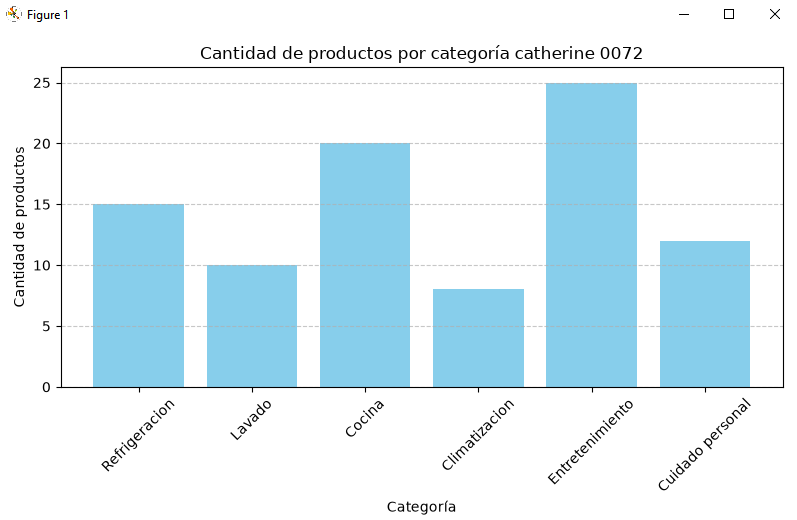 Figure 1
Cantidad de productos por categoría catherine 0072
Cantidad de productos
25
20
15
10
5
0
Refrigeracion
Lavado
Cocina
Climatizacion
Entretenimiento
Cuidado personal
Categoría